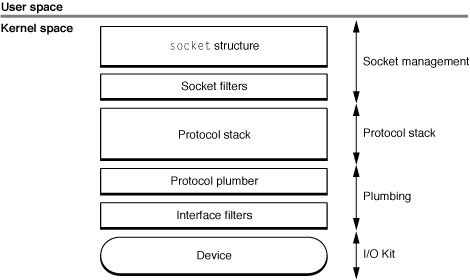 User space
Kernel space
socket structure
Socket management
Socket filters
Protocol stack
Protocol stack
Protocol plumber
Plumbing
Interface filters
Device
I/O Kit